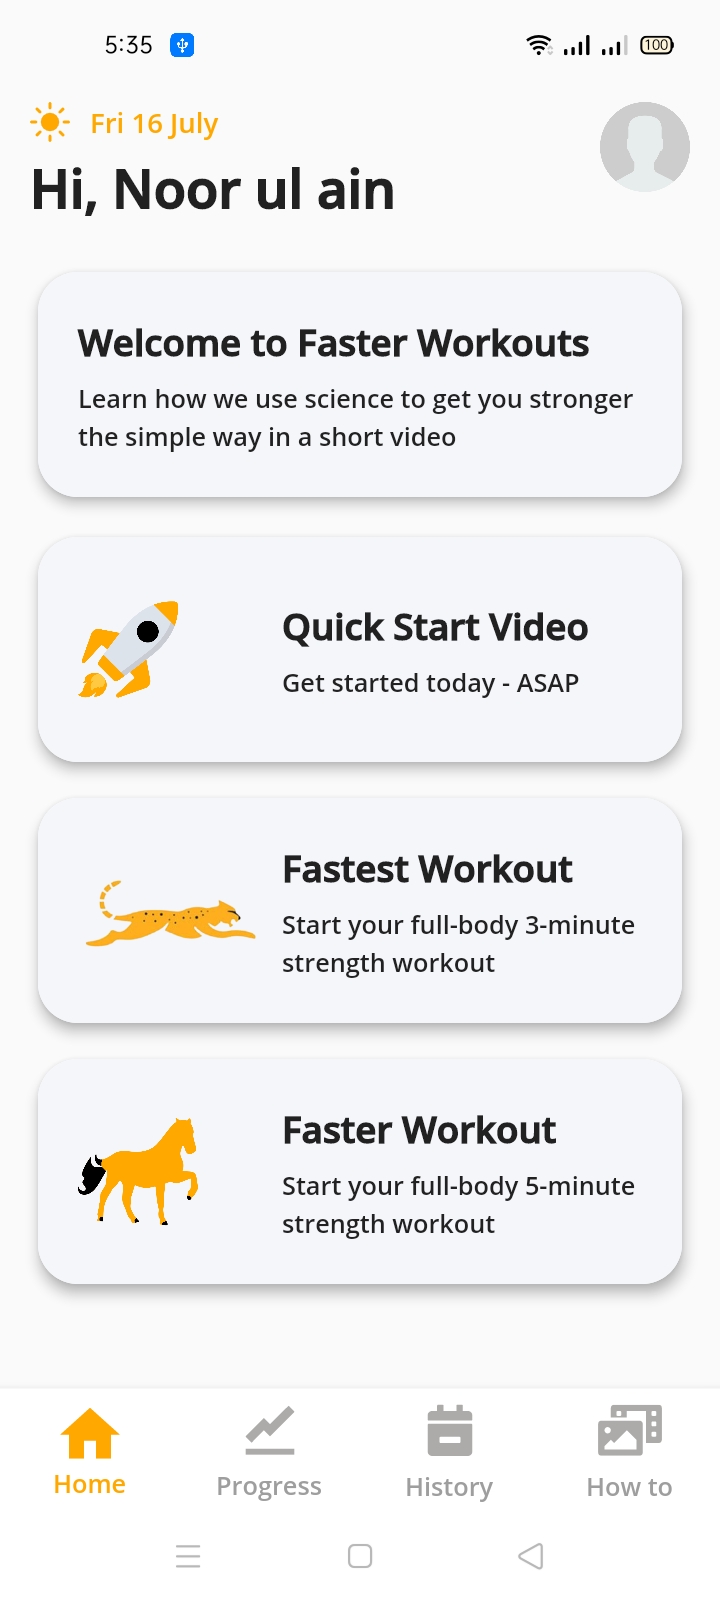 5:35
100
Fri 16 July
Hi, Noor ul ain
Welcome to Faster Workouts
Learn how we use science to get you stronger
the simple way in a short video
Quick Start Video
Get started today - ASAP
Fastest Workout
Start your full-body 3-minute
strength workout
Faster Workout
Start your full-body 5-minute
strength workout
Home
Progress
History
How to